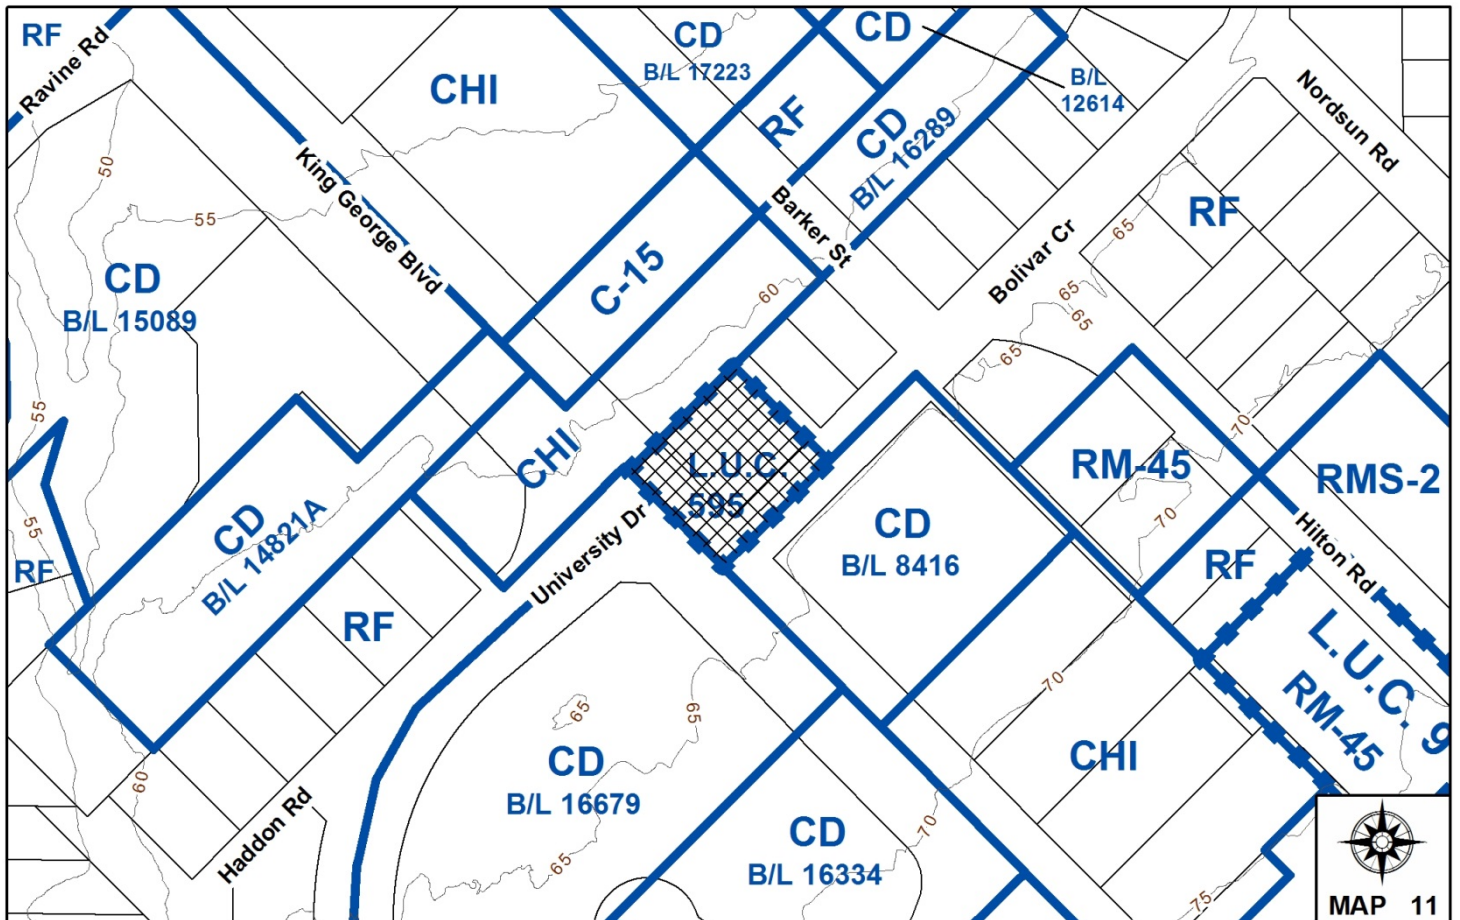 RF
Ravine Rd
CHI
CD
B/L 17223
CD
B/L
12614
RF
CD
B/L 16289
Nordsun Rd
50
King George Blvd
55
CD
B/L 15089
C-15
Barker St
60
Bolivar Cr
65
RF
65
65
65
55
CHI
L.U.C.
595
RM-45
70
RMS-2
CD
B/L 14821A
55
RF
University Dr
CD
B/L 8416
70
RF
Hilton Rd
RF
L.U.C. 9
RM-45
70
65
65
CD
B/L 16679
CHI
60
Haddon Rd
65
CD
B/L 16334
70
75
MAP 11